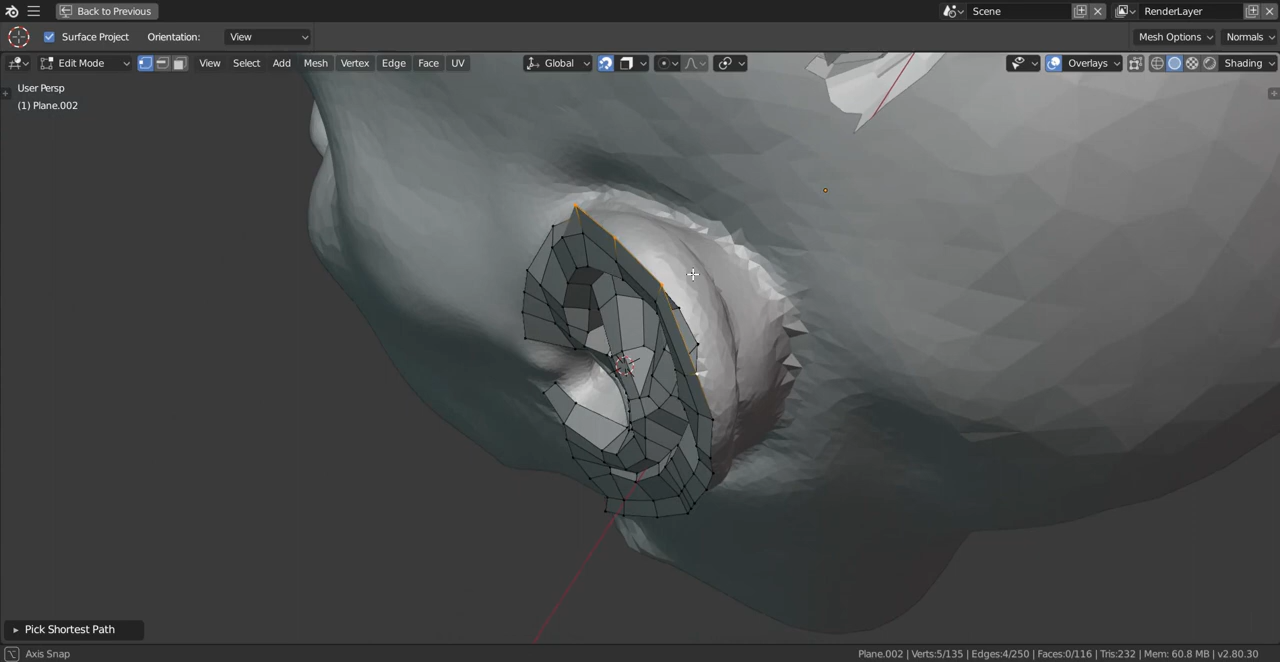 Back to Previous
Scene
RenderLayer
Surface Project
Orientation:
View
Mesh Options
Normals
Edit Mode
View
Select
Add
Mesh
Vertex
Edge
Face
UV
Global
Overlays
Shading
User Persp
(1) Plane.002
Pick Shortest Path
Axis Snap
Plane.002 | Verts:5/135 | Edges:4/250 | Faces:0/116 | Tris:232 | Mem: 60.8 MB | v2.80.30